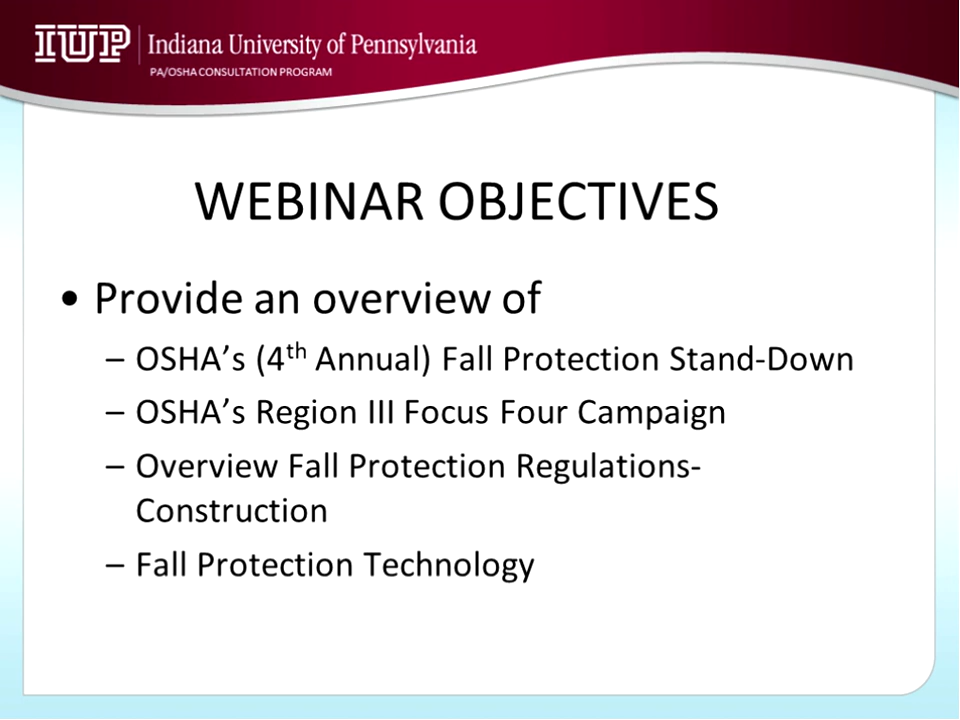 IUP
Indiana University of Pennsylvania
PA/OSHA CONSULTATION PROGRAM
WEBINAR OBJECTIVES
• Provide an overview of
– OSHA’s (4th Annual) Fall Protection Stand-Down
– OSHA’s Region III Focus Four Campaign
– Overview Fall Protection Regulations-
Construction
– Fall Protection Technology